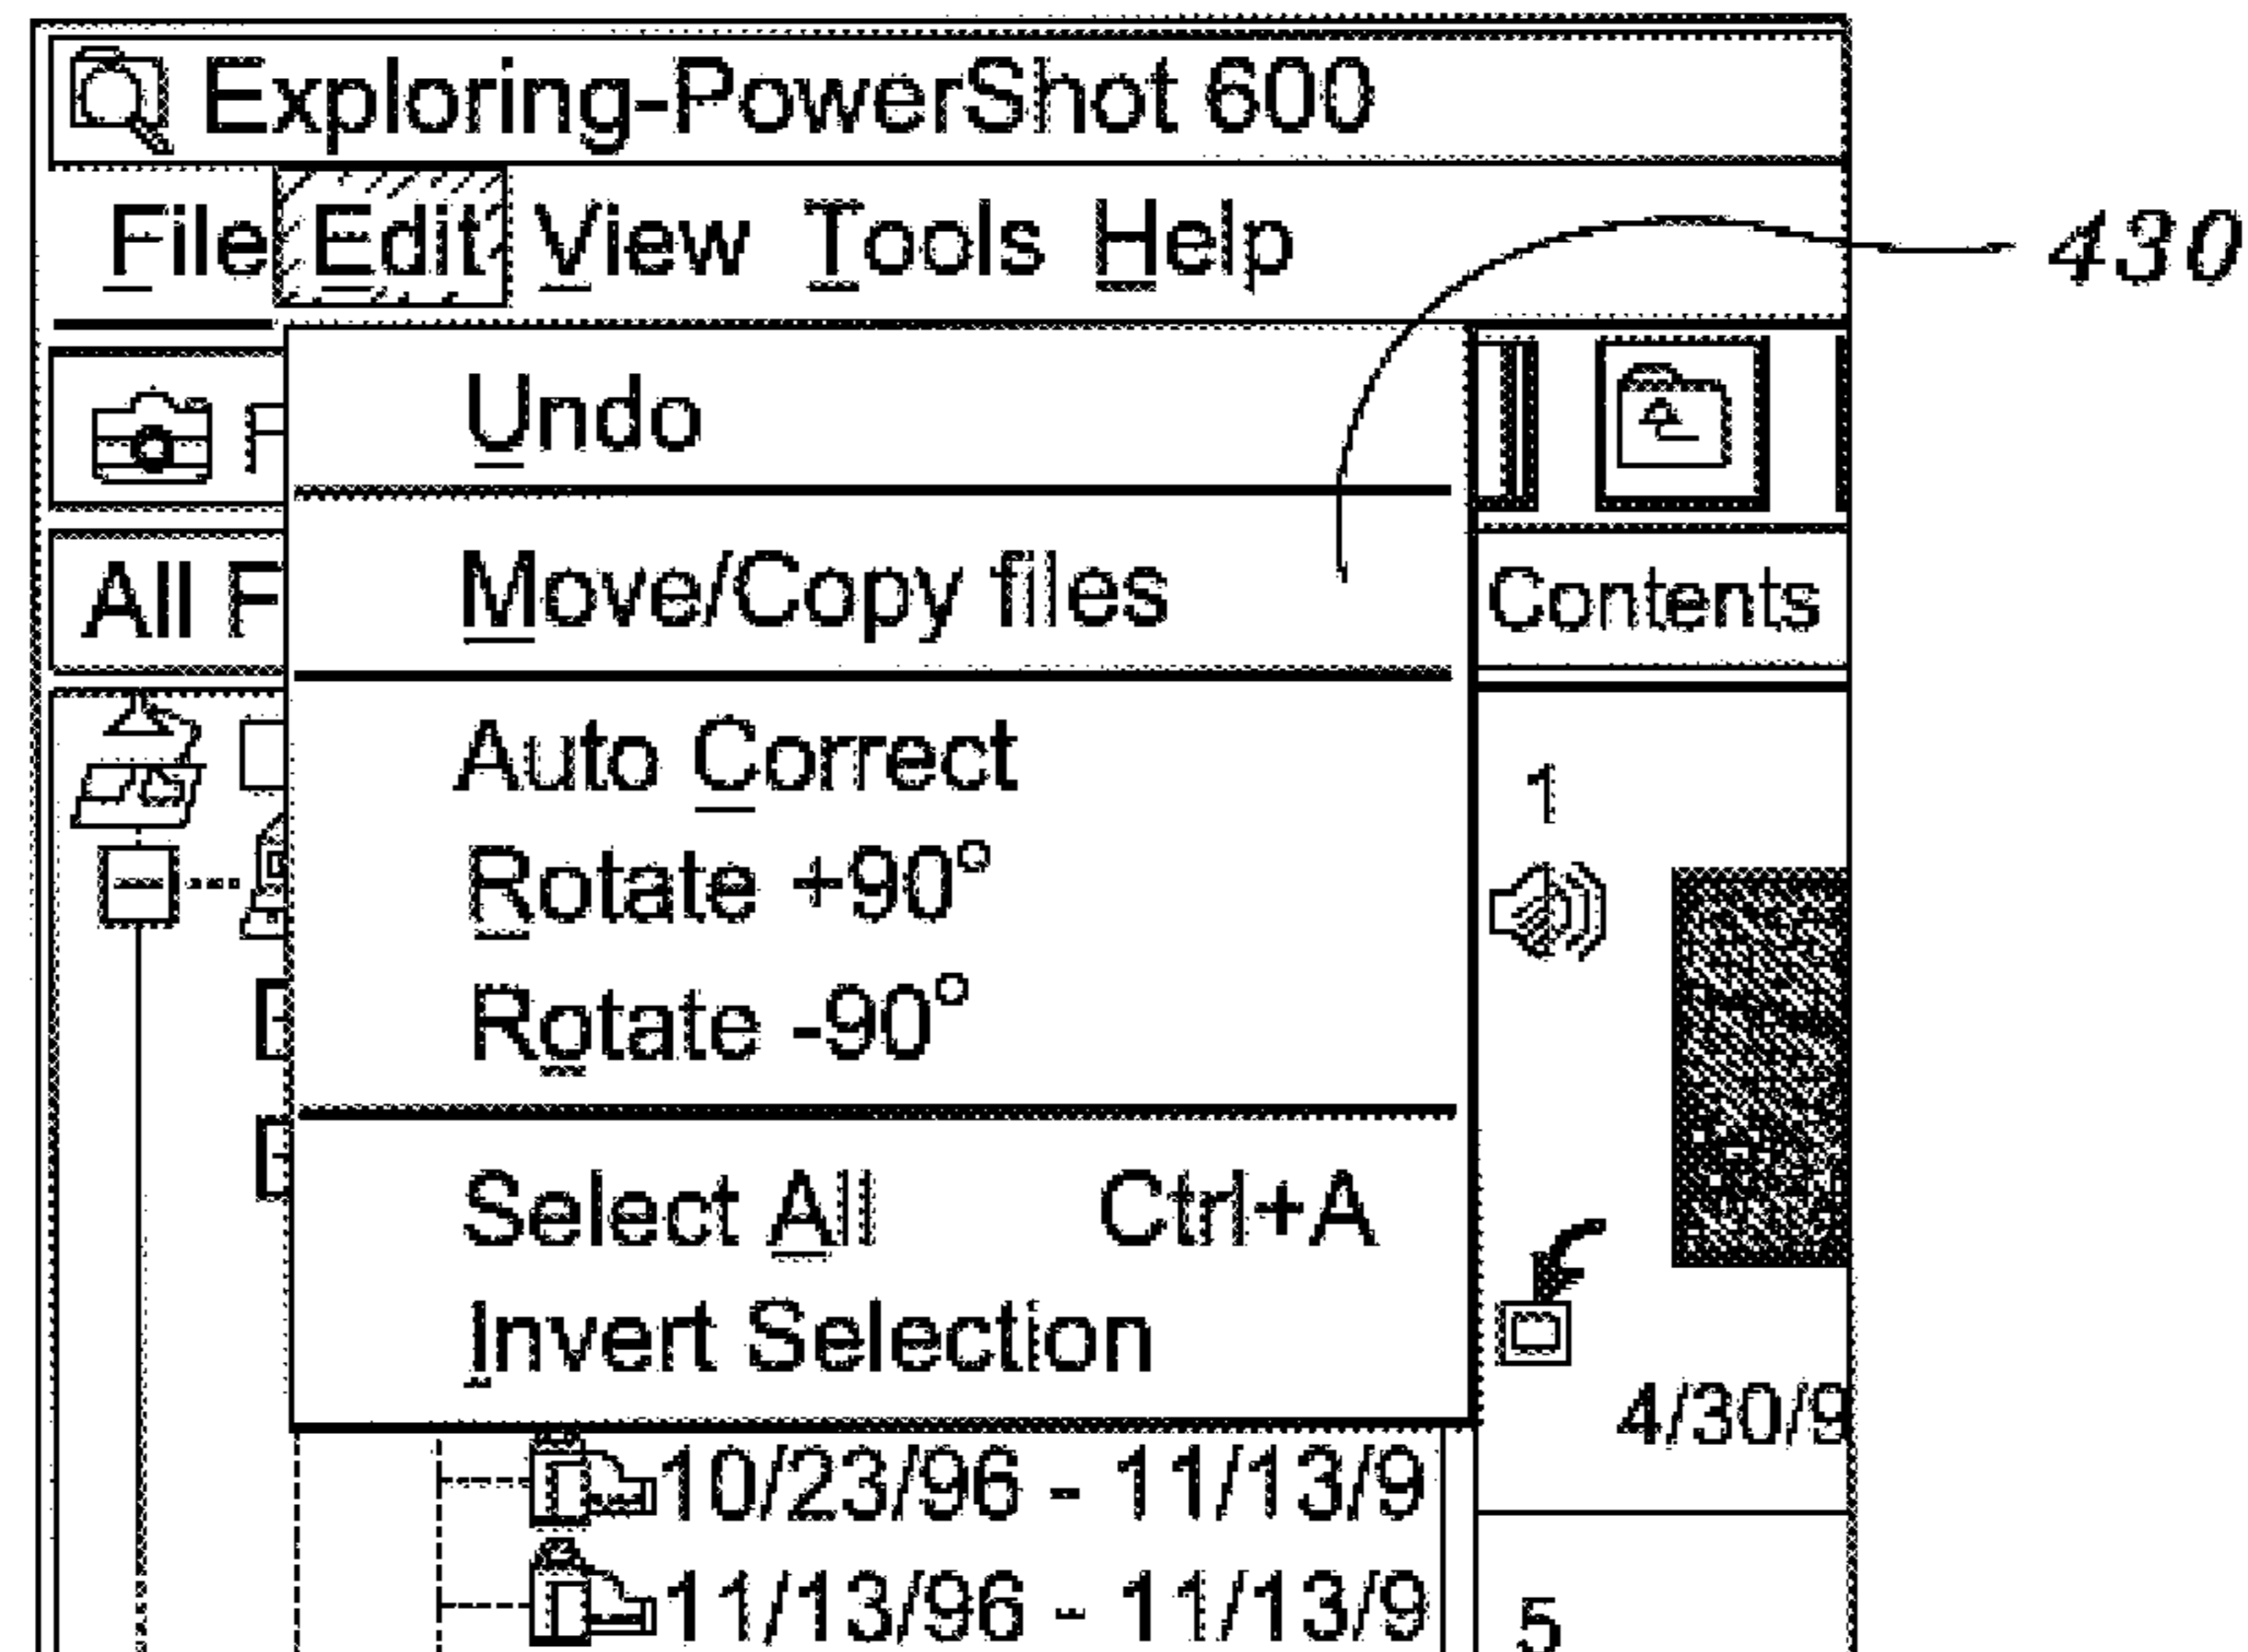 Exploring-PowerShot 600
File Edit View Tools Help
430
Undo
All F
Move/Copy files
Contents
Auto Correct
1
Rotate +90°
Rotate -90°
Select All Ctrl+A
Invert Selection
4/30/9
10/23/96 - 11/13/9
11/13/96 - 11/13/9
5